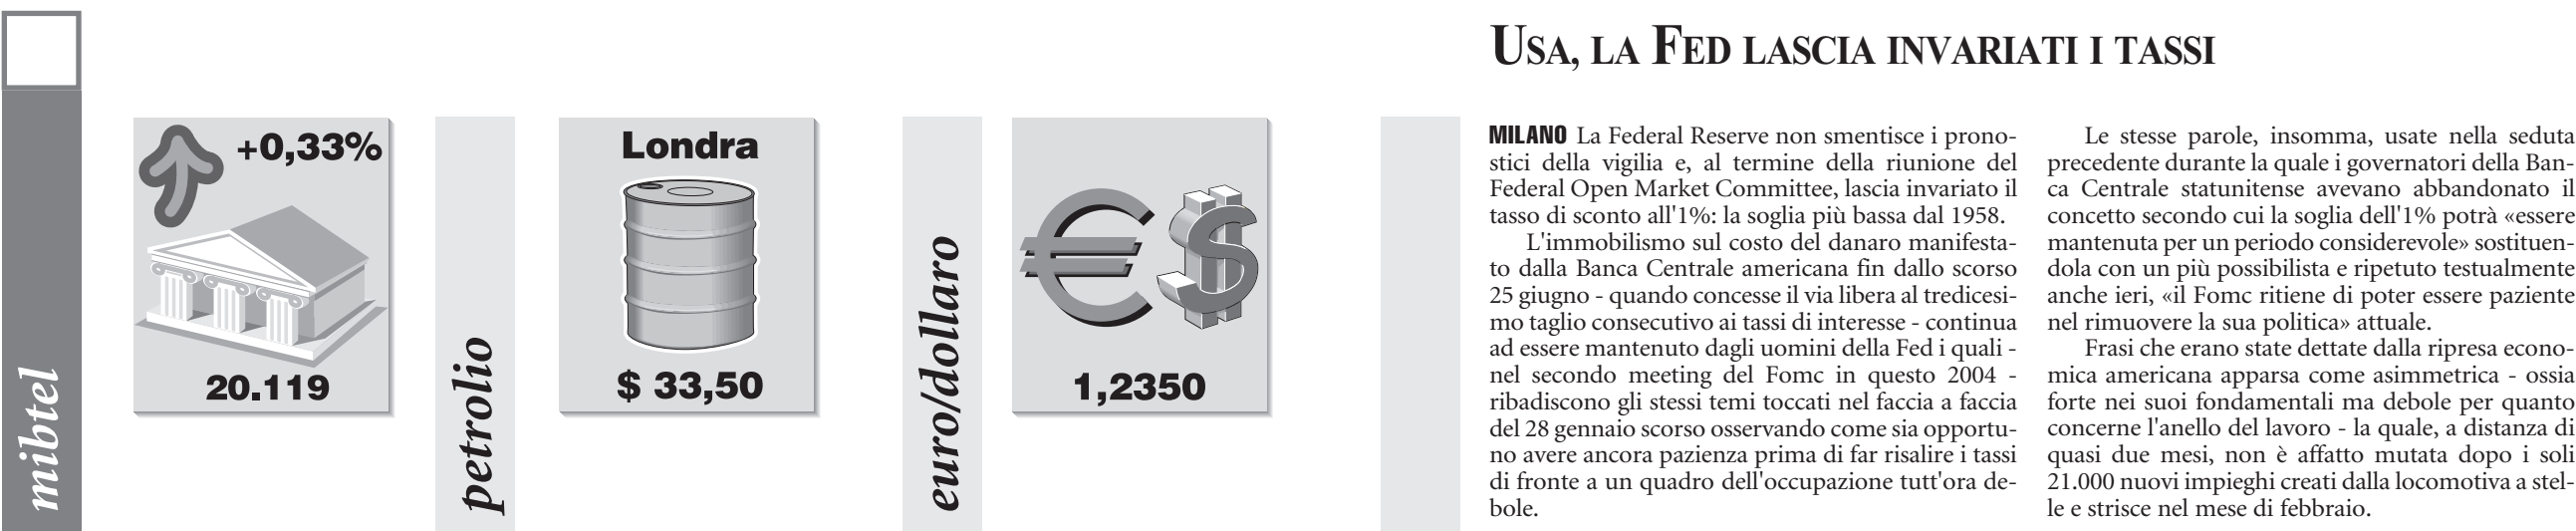 mibtel
+0,33%
20.119
petrolio
Londra
$ 33,50
euro/dollaro
1,2350
USA, LA FED LASCIA INVARIATI I TASSI
MILANO La Federal Reserve non smentisce i prono-
stici della vigilia e, al termine della riunione del
Federal Open Market Committee, lascia invariato il
tasso di sconto all'1%: la soglia più bassa dal 1958.
L'immobilismo sul costo del danaro manifesta-
to dalla Banca Centrale americana fin dallo scorso
25 giugno - quando concesse il via libera al tredicesi-
mo taglio consecutivo ai tassi di interesse - continua
ad essere mantenuto dagli uomini della Fed i quali -
nel secondo meeting del Fomc in questo 2004 -
ribadiscono gli stessi temi toccati nel faccia a faccia
del 28 gennaio scorso osservando come sia opportu-
no avere ancora pazienza prima di far risalire i tassi
di fronte a un quadro dell'occupazione tutt'ora de-
bole.
Le stesse parole, insomma, usate nella seduta
precedente durante la quale i governatori della Ban-
ca Centrale statunitense avevano abbandonato il
concetto secondo cui la soglia dell'1% potrà «essere
mantenuta per un periodo considerevole» sostituen-
dola con un più possibilista e ripetuto testualmente
anche ieri, «il Fomc ritiene di poter essere paziente
nel rimuovere la sua politica» attuale.
Frasi che erano state dettate dalla ripresa econo-
mica americana apparsa come asimmetrica - ossia
forte nei suoi fondamentali ma debole per quanto
concerne l'anello del lavoro - la quale, a distanza di
quasi due mesi, non è affatto mutata dopo i soli
21.000 nuovi impieghi creati dalla locomotiva a stel-
le e strisce nel mese di febbraio.